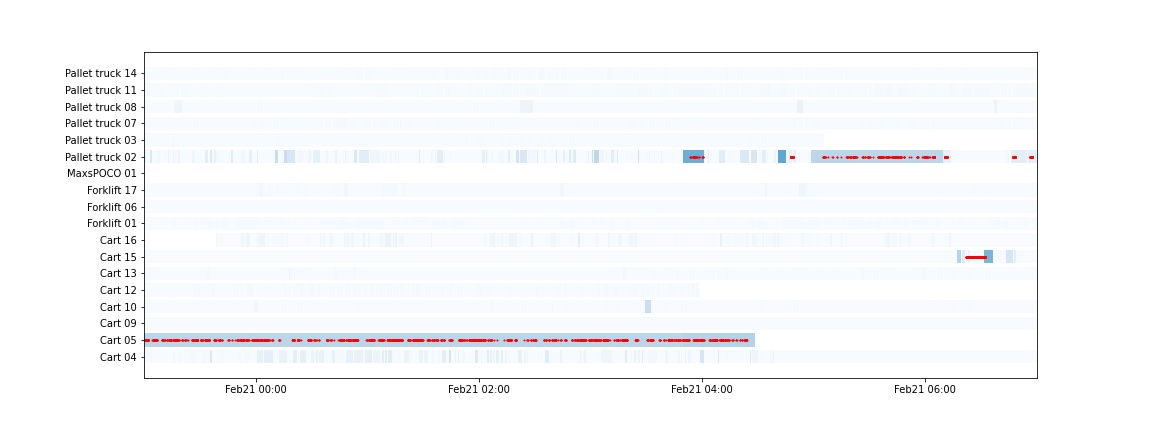 Pallet truck 14
Pallet truck 11
Pallet truck 08
Pallet truck 07
Pallet truck 03
Pallet truck 02
MaxsPOCO 01
Forklift 17
Forklift 06
Forklift 01
Cart 16
Cart 15
Cart 13
Cart 12
Cart 10
Cart 09
Cart 05
Cart 04
Feb21 00:00 Feb21 02:00 Feb21 04:00 Feb21 06:00